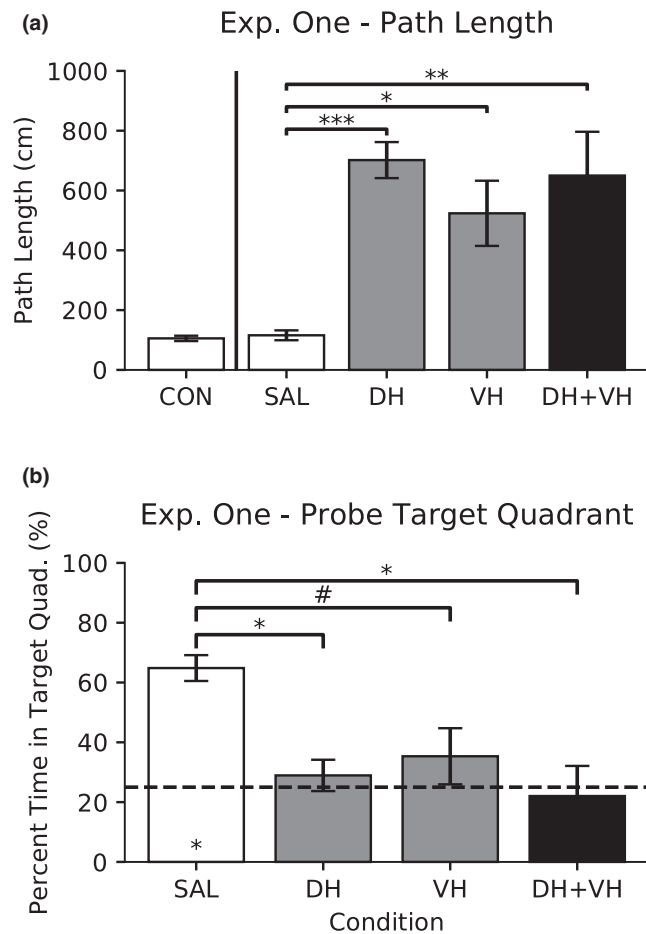 (a)
Exp. One - Path Length
Path Length (cm)
1000
800
600
400
200
0
**
*
***
CON SAL DH VH DH+VH
(b)
Exp. One - Probe Target Quadrant
Percent Time in Target Quad. (%)
100
80
60
40
20
0
*
#
*
*
SAL DH VH DH+VH
Condition